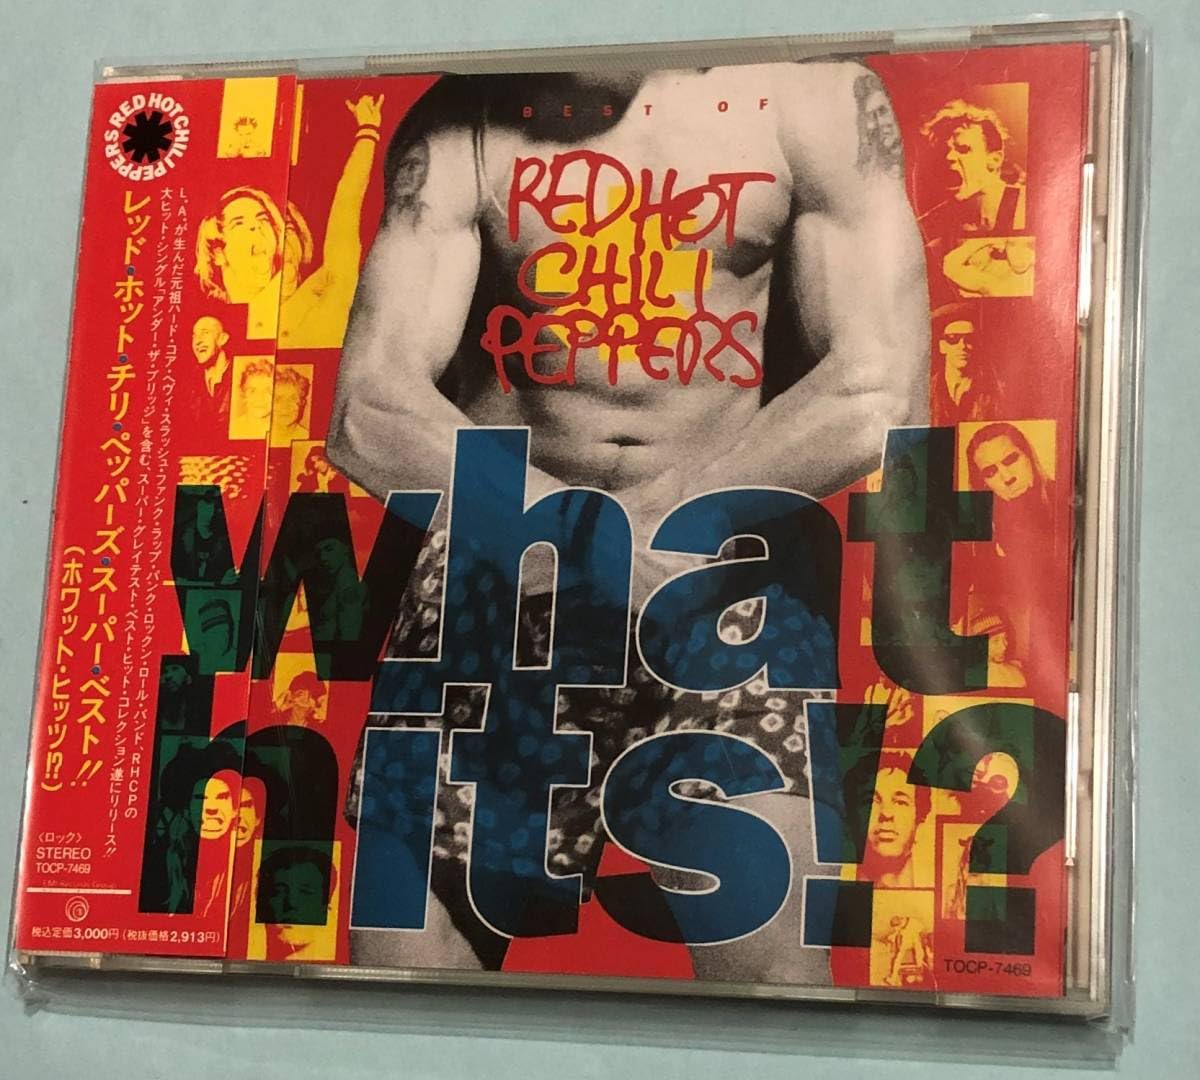 RED HOT CHILI PEPPERS
レッド・ホット・チリ・ペッパーズ・スーパー・ベスト!!
(ホワット・ヒッツ!?)
L.A.が生んだ元祖ハード・コア・ヘヴィ・スラッシュ・ファンク・ラップ・パンク・ロックン・ロール・バンド、RHCPの
大ヒット・シングル「アンダー・ザ・ブリッジ」を含む、スーパー・グレイテスト・ベスト・ヒット・コレクション遂にリリース!!
〈ロック〉
STEREO
TOCP-7469
EMI Records Group
税込定価3,000円(税抜価格2,913円)
BEST OF
RED HOT
CHILI
PEPPERS
what
hits!?
TOCP-7469